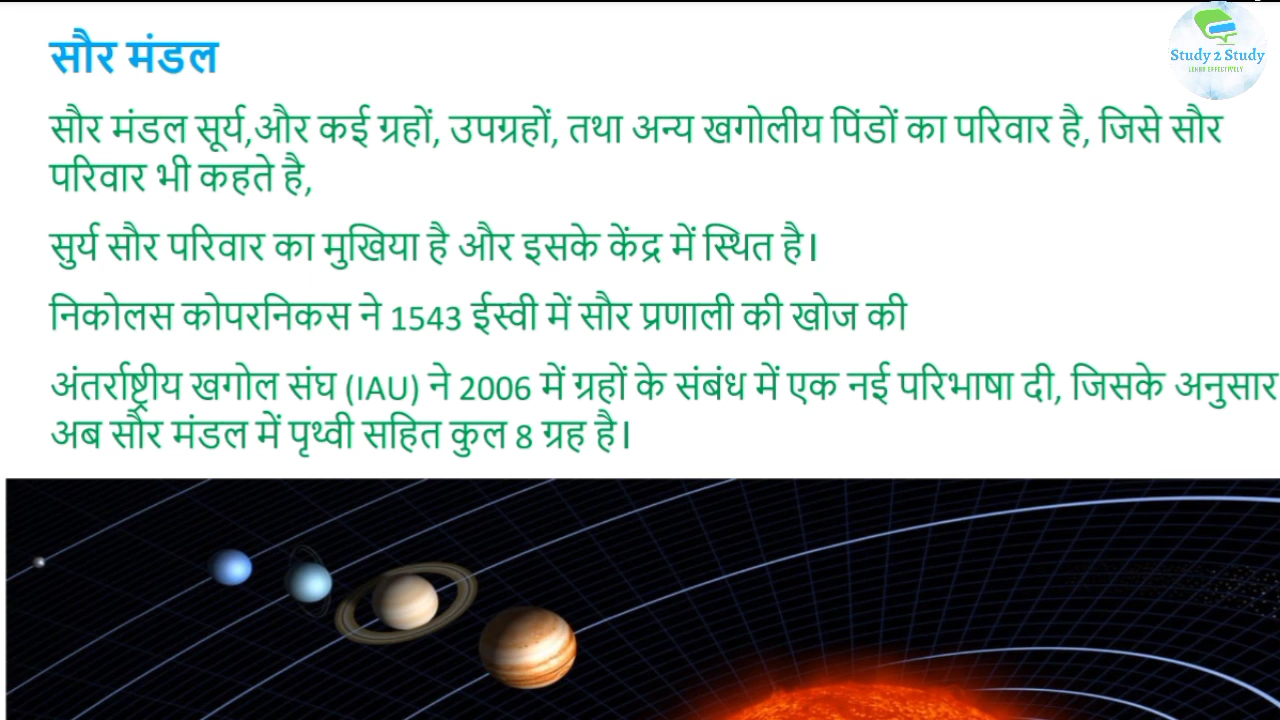 Study 2 Study
LEARN EFFECTIVELY
सौर मंडल
सौर मंडल सूर्य,और कई ग्रहों, उपग्रहों, तथा अन्य खगोलीय पिंडों का परिवार है, जिसे सौर
परिवार भी कहते है,
सुर्य सौर परिवार का मुखिया है और इसके केंद्र में स्थित है।
निकोलस कोपरनिकस ने 1543 ईस्वी में सौर प्रणाली की खोज की
अंतर्राष्ट्रीय खगोल संघ (IAU) ने 2006 में ग्रहों के संबंध में एक नई परिभाषा दी, जिसके अनुसार
अब सौर मंडल में पृथ्वी सहित कुल 8 ग्रह है।